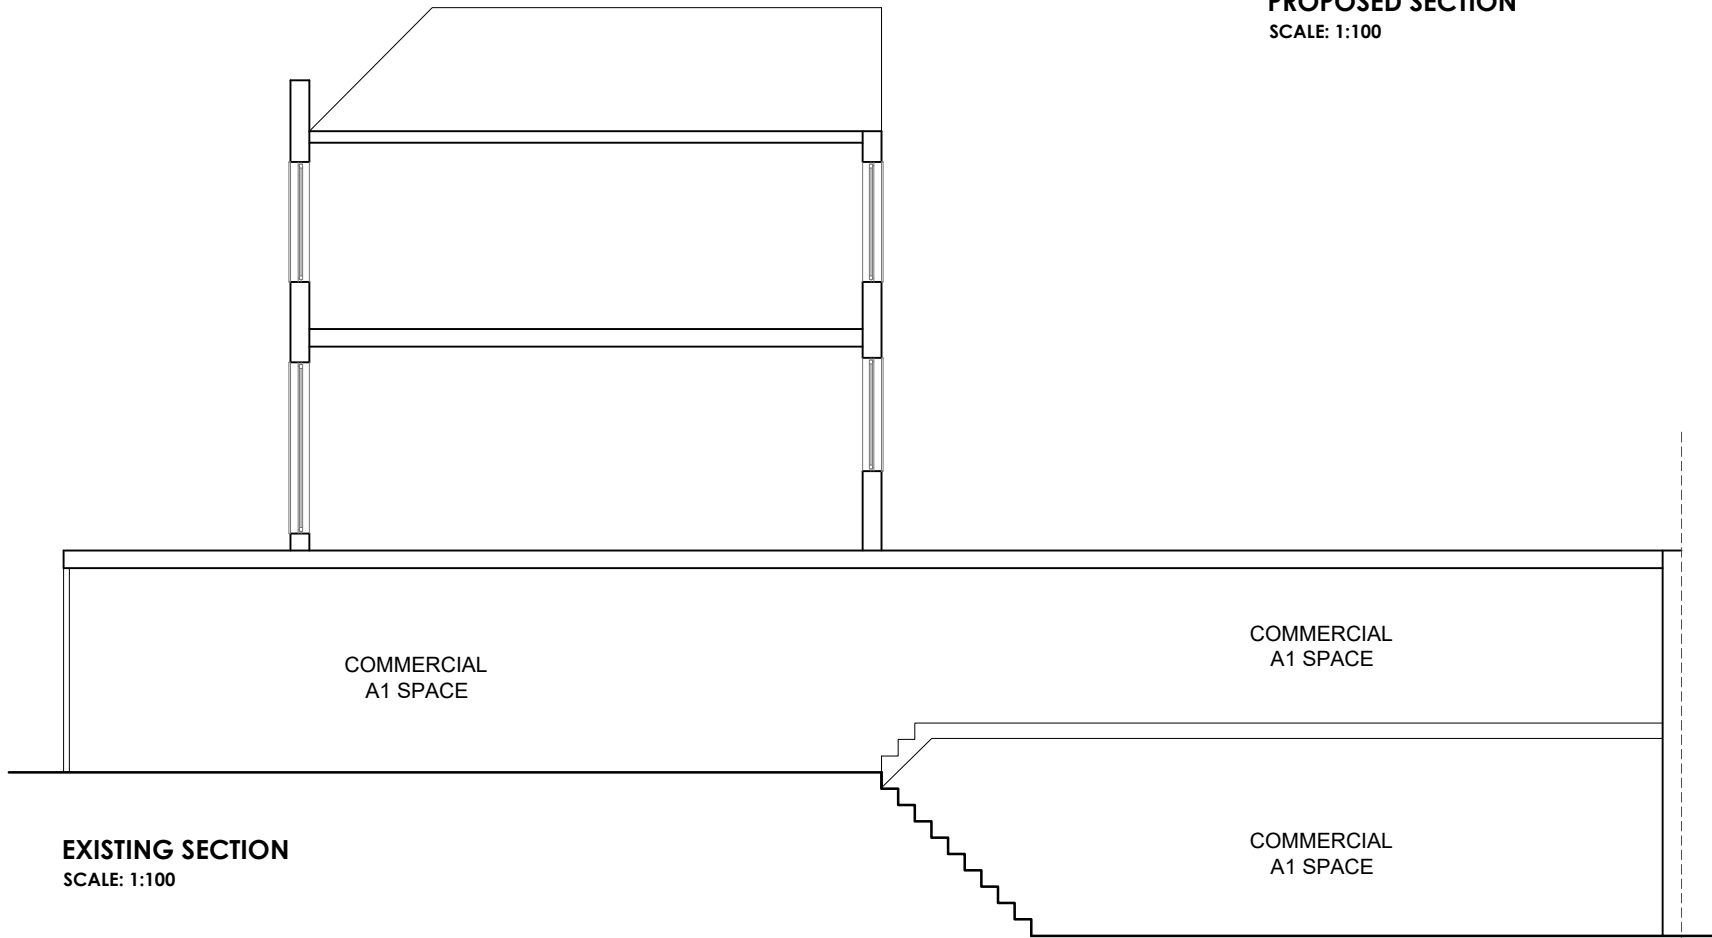 PROPOSED SECTION
SCALE: 1:100
COMMERCIAL
A1 SPACE
COMMERCIAL
A1 SPACE
COMMERCIAL
A1 SPACE
EXISTING SECTION
SCALE: 1:100